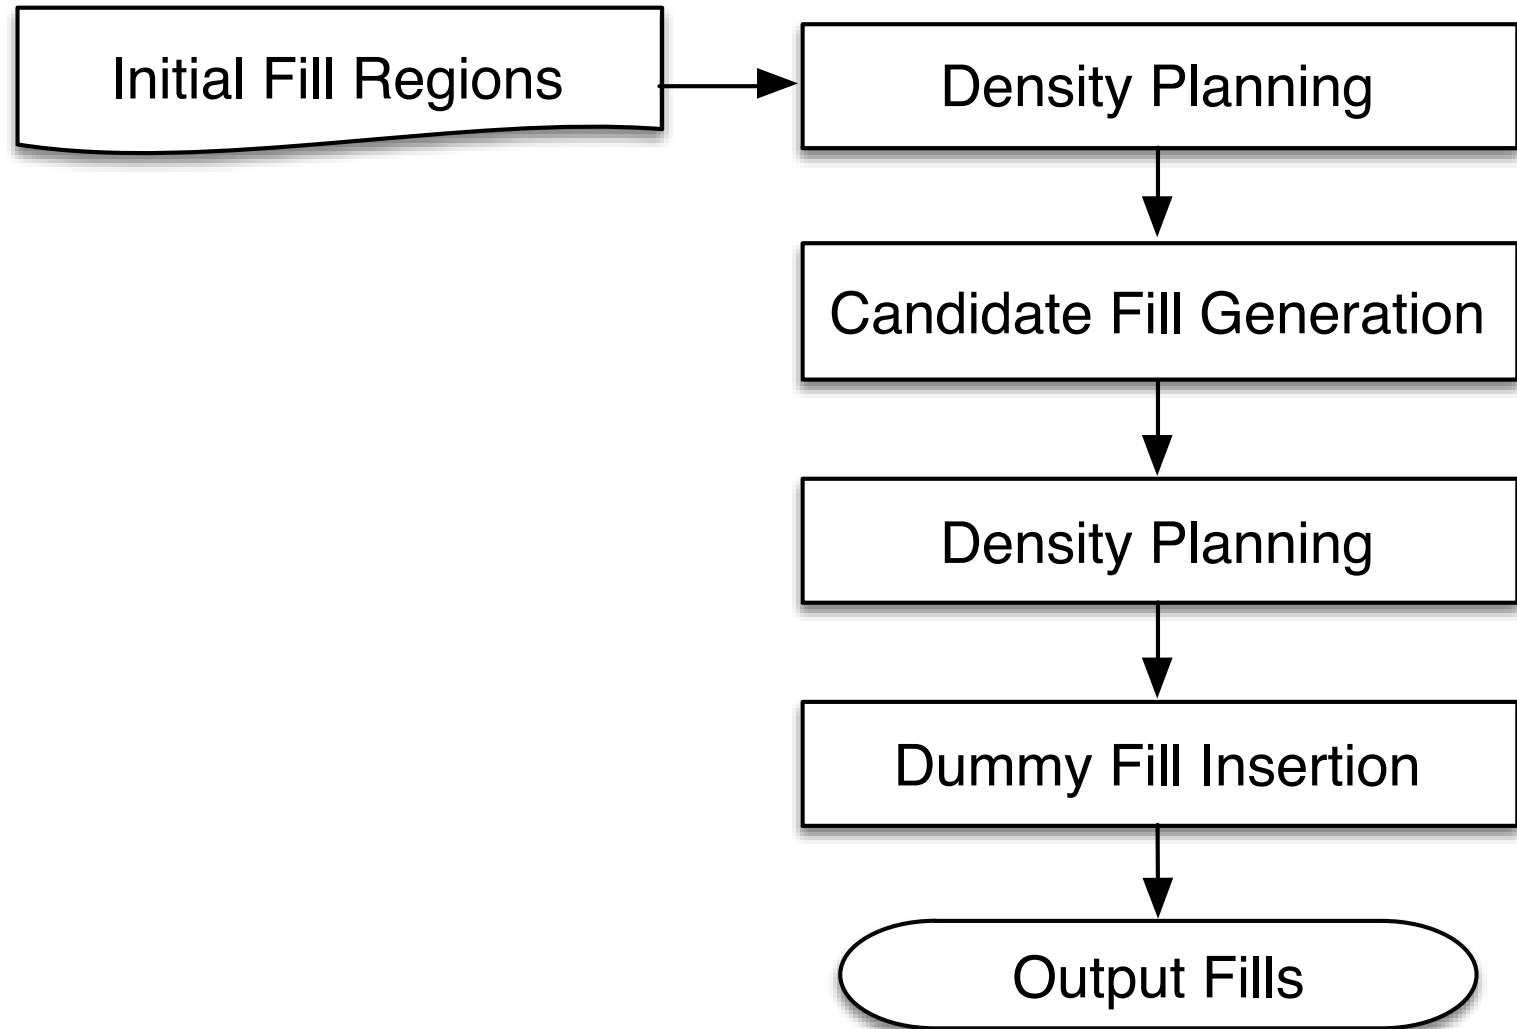 Initial Fill Regions
Density Planning
Candidate Fill Generation
Density Planning
Dummy Fill Insertion
Output Fills